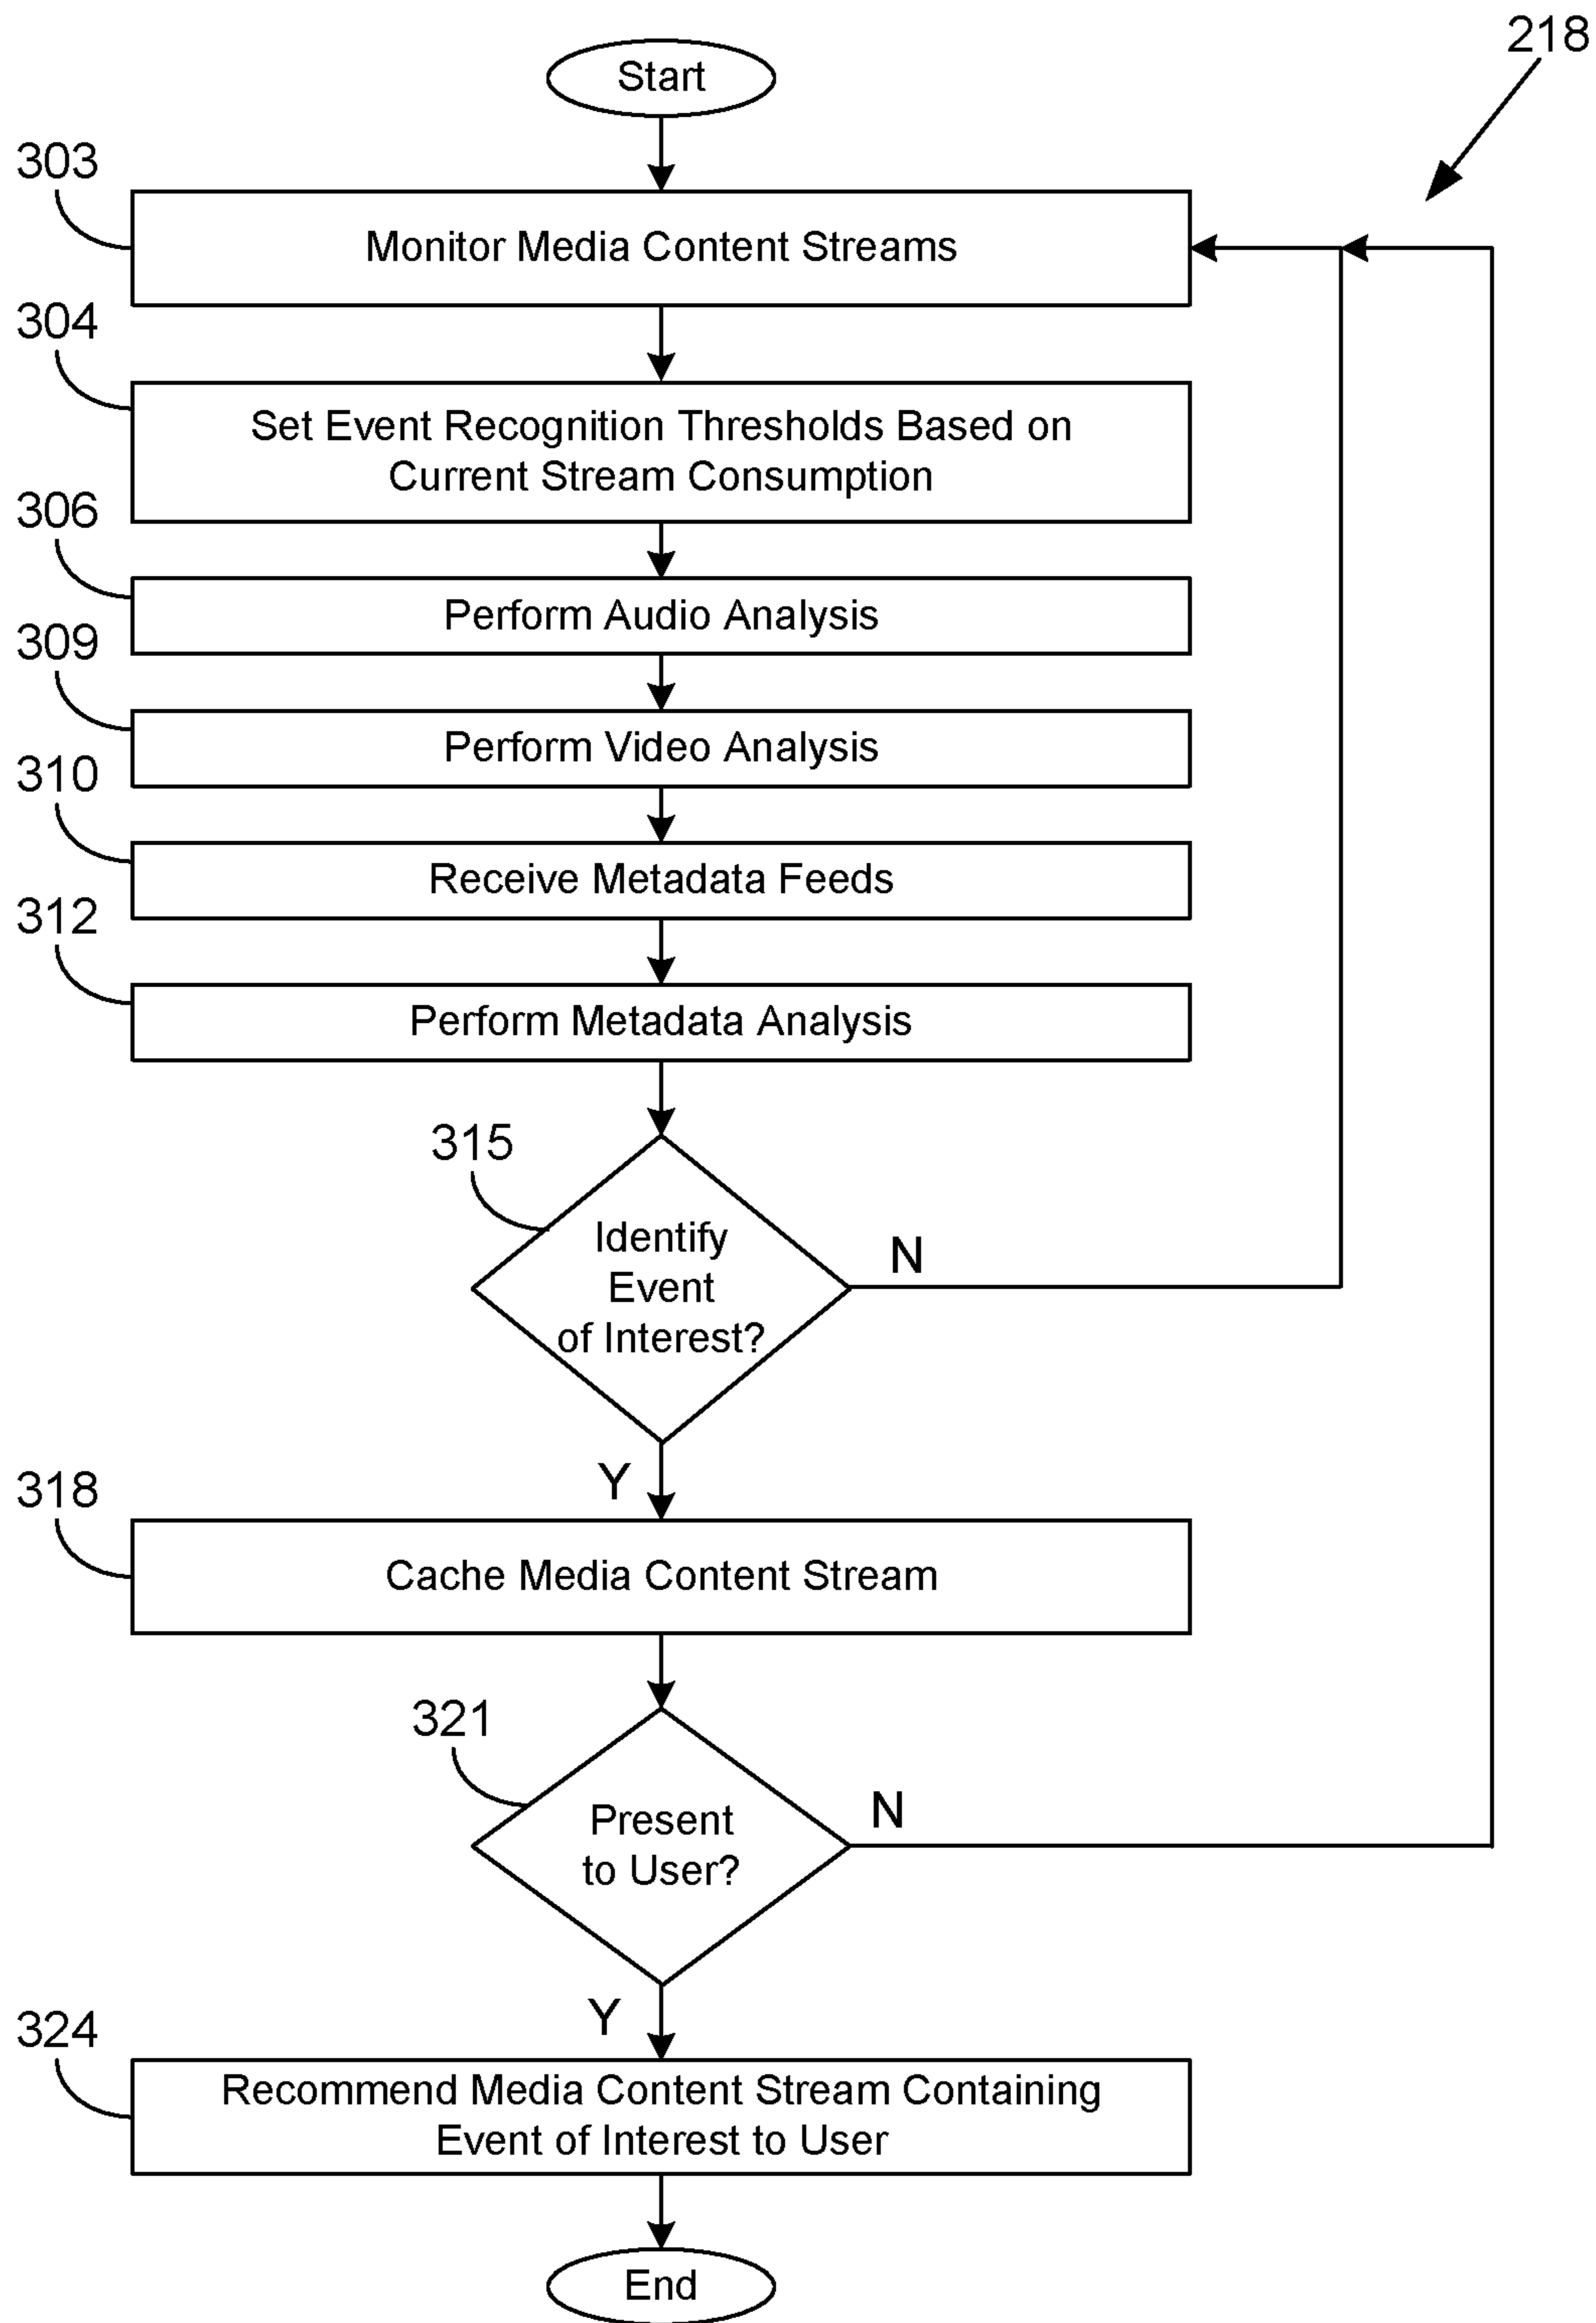 218
Start
303
Monitor Media Content Streams
304
Set Event Recognition Thresholds Based on
Current Stream Consumption
306
Perform Audio Analysis
309
Perform Video Analysis
310
Receive Metadata Feeds
312
Perform Metadata Analysis
315
Identify
Event
of Interest?
N
Y
318
Cache Media Content Stream
321
Present
to User?
N
Y
324
Recommend Media Content Stream Containing
Event of Interest to User
End